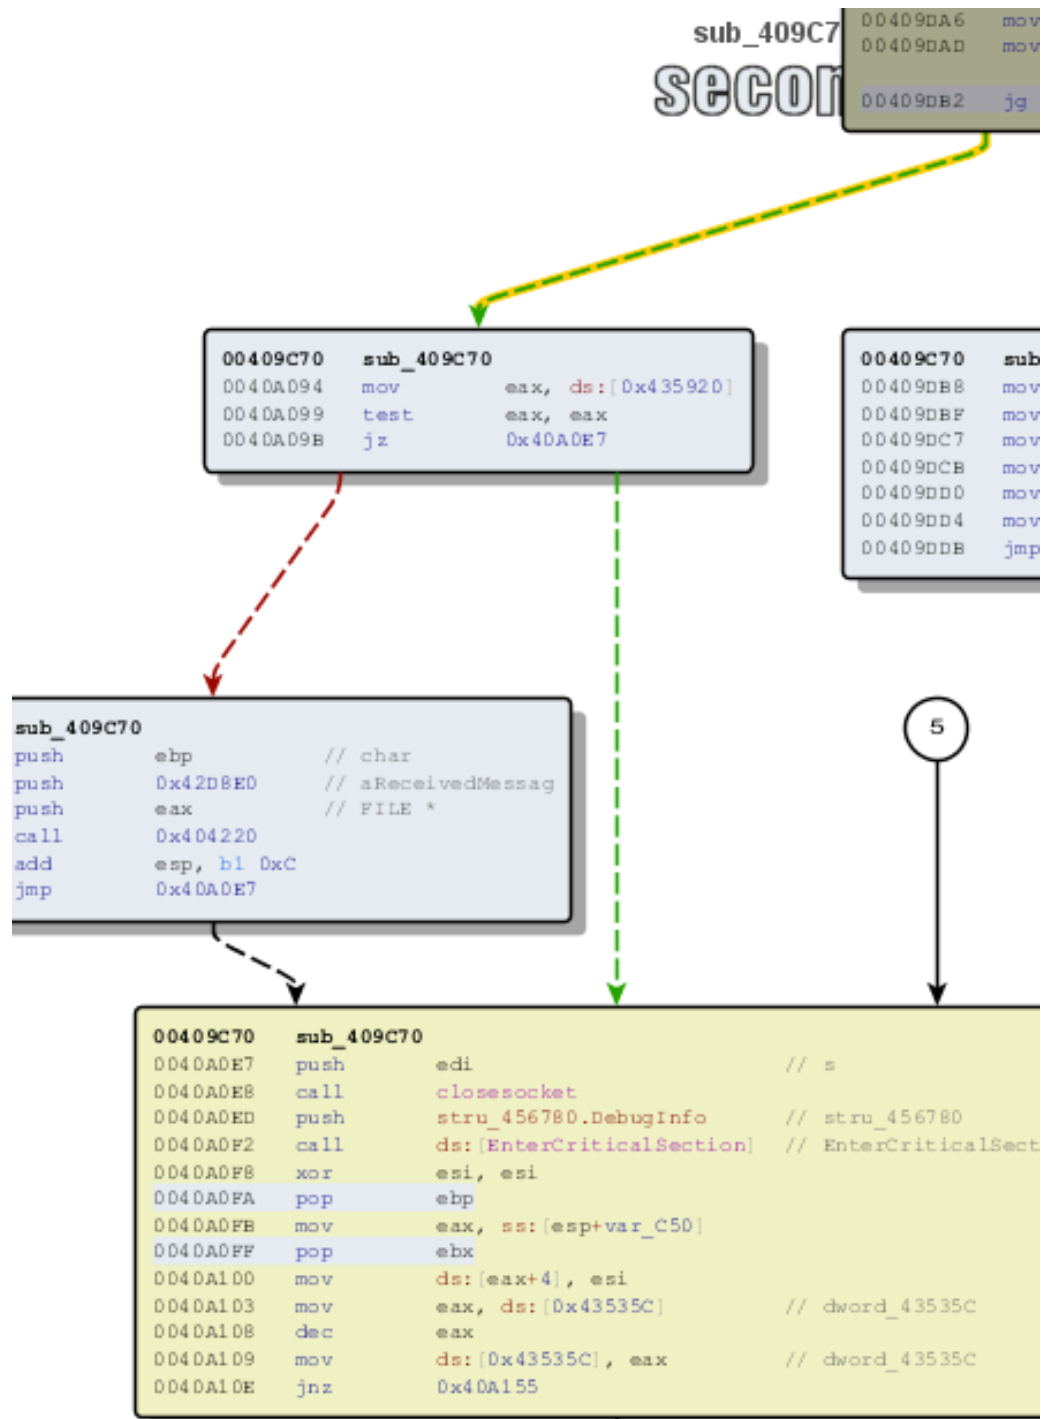 sub_409C7
secon
00409DA6 mov
00409DAD mov
00409DB2 jg
00409C70 sub_409C70
0040A094 mov eax, ds:[0x435920]
0040A099 test eax, eax
0040A09B jz 0x40A0E7
00409C70 sub
00409DB8 mov
00409DBF mov
00409DC7 mov
00409DCB mov
00409DD0 mov
00409DD4 mov
00409DDB jmp
sub_409C70
push ebp // char
push 0x42D8E0 // aReceivedMessag
push eax // FILE *
call 0x404220
add esp, b1 0xC
jmp 0x40A0E7
5
00409C70 sub_409C70
0040A0E7 push edi // s
0040A0E8 call closesocket
0040A0ED push stru_456780.DebugInfo // stru_456780
0040A0F2 call ds:[EnterCriticalSection] // EnterCriticalSect
0040A0F8 xor esi, esi
0040A0FA pop ebp
0040A0FB mov eax, ss:[esp+var_C50]
0040A0FF pop ebx
0040A100 mov ds:[eax+4], esi
0040A103 mov eax, ds:[0x43535C] // dword_43535C
0040A108 dec eax
0040A109 mov ds:[0x43535C], eax // dword_43535C
0040A10E jnz 0x40A155